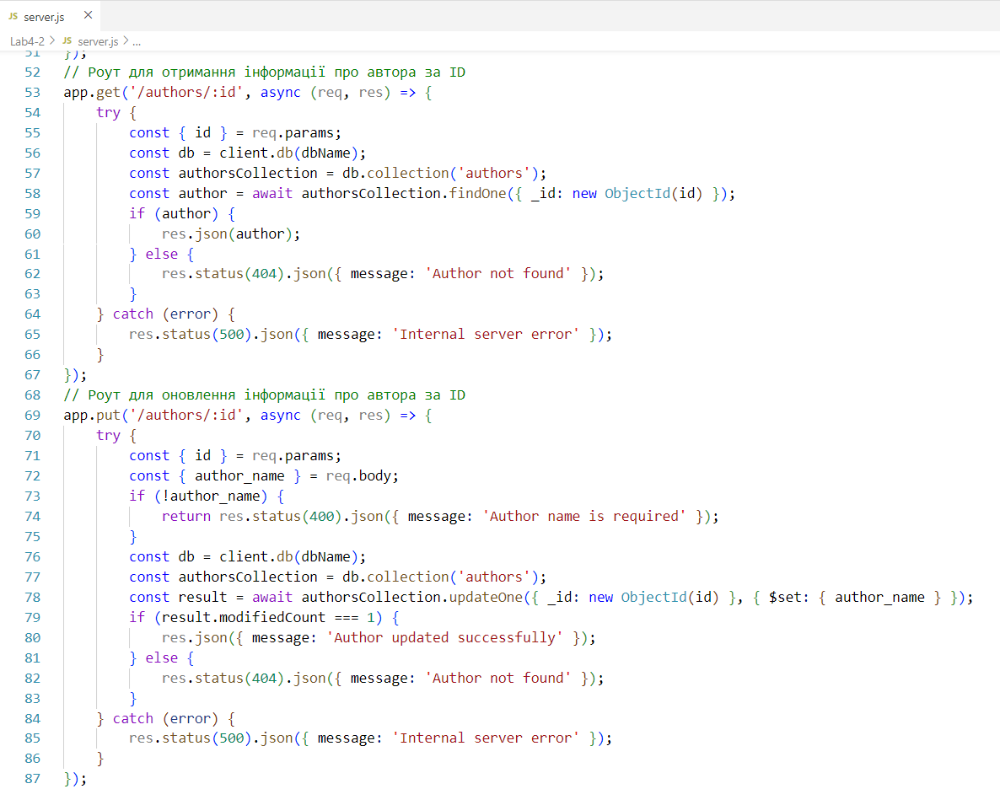 JS server.js ×
Lab4-2 > JS server.js > ...
51 });
52 // Роут для отримання інформації про автора за ID
53 app.get('/authors/:id', async (req, res) => {
54     try {
55         const { id } = req.params;
56         const db = client.db(dbName);
57         const authorsCollection = db.collection('authors');
58         const author = await authorsCollection.findOne({ _id: new ObjectId(id) });
59         if (author) {
60             res.json(author);
61         } else {
62             res.status(404).json({ message: 'Author not found' });
63         }
64     } catch (error) {
65         res.status(500).json({ message: 'Internal server error' });
66     }
67 });
68 // Роут для оновлення інформації про автора за ID
69 app.put('/authors/:id', async (req, res) => {
70     try {
71         const { id } = req.params;
72         const { author_name } = req.body;
73         if (!author_name) {
74             return res.status(400).json({ message: 'Author name is required' });
75         }
76         const db = client.db(dbName);
77         const authorsCollection = db.collection('authors');
78         const result = await authorsCollection.updateOne({ _id: new ObjectId(id) }, { $set: { author_name } });
79         if (result.modifiedCount === 1) {
80             res.json({ message: 'Author updated successfully' });
81         } else {
82             res.status(404).json({ message: 'Author not found' });
83         }
84     } catch (error) {
85         res.status(500).json({ message: 'Internal server error' });
86     }
87 });